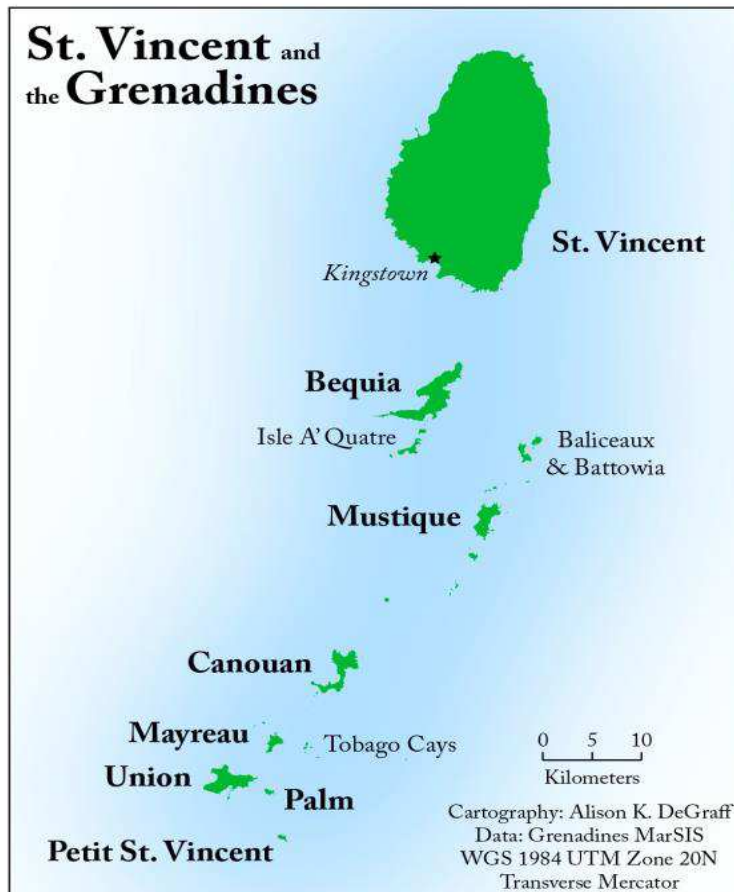 St. Vincent and
the Grenadines
St. Vincent
Kingstown
Bequia
Isle A' Quatre
Baliceaux
& Battowia
Mustique
Canouan
Mayreau
Tobago Cays
Union
Palm
Petit St. Vincent
0 5 10
Kilometers
Cartography: Alison K. DeGraff
Data: Grenadines MarSIS
WGS 1984 UTM Zone 20N
Transverse Mercator